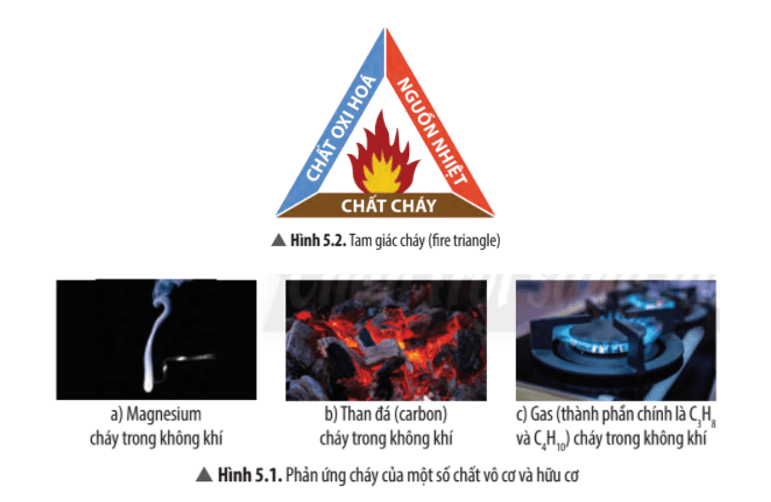 CHẤT OXI HOÁ
NGUỒN NHIỆT
CHẤT CHÁY
▲ Hình 5.2. Tam giác cháy (fire triangle)
a) Magnesium
cháy trong không khí
b) Than đá (carbon)
cháy trong không khí
c) Gas (thành phần chính là C₃H₈
và C₄H₁₀) cháy trong không khí
▲ Hình 5.1. Phản ứng cháy của một số chất vô cơ và hữu cơ